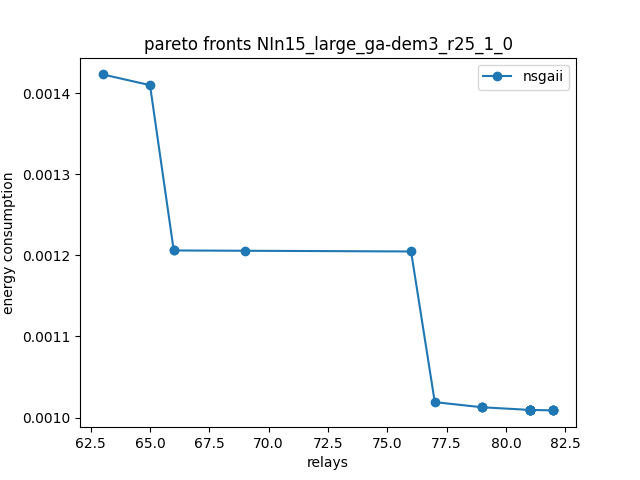 pareto fronts NIn15_large_ga-dem3_r25_1_0
nsgaii
energy consumption
0.0014
0.0013
0.0012
0.0011
0.0010
62.5 65.0 67.5 70.0 72.5 75.0 77.5 80.0 82.5
relays